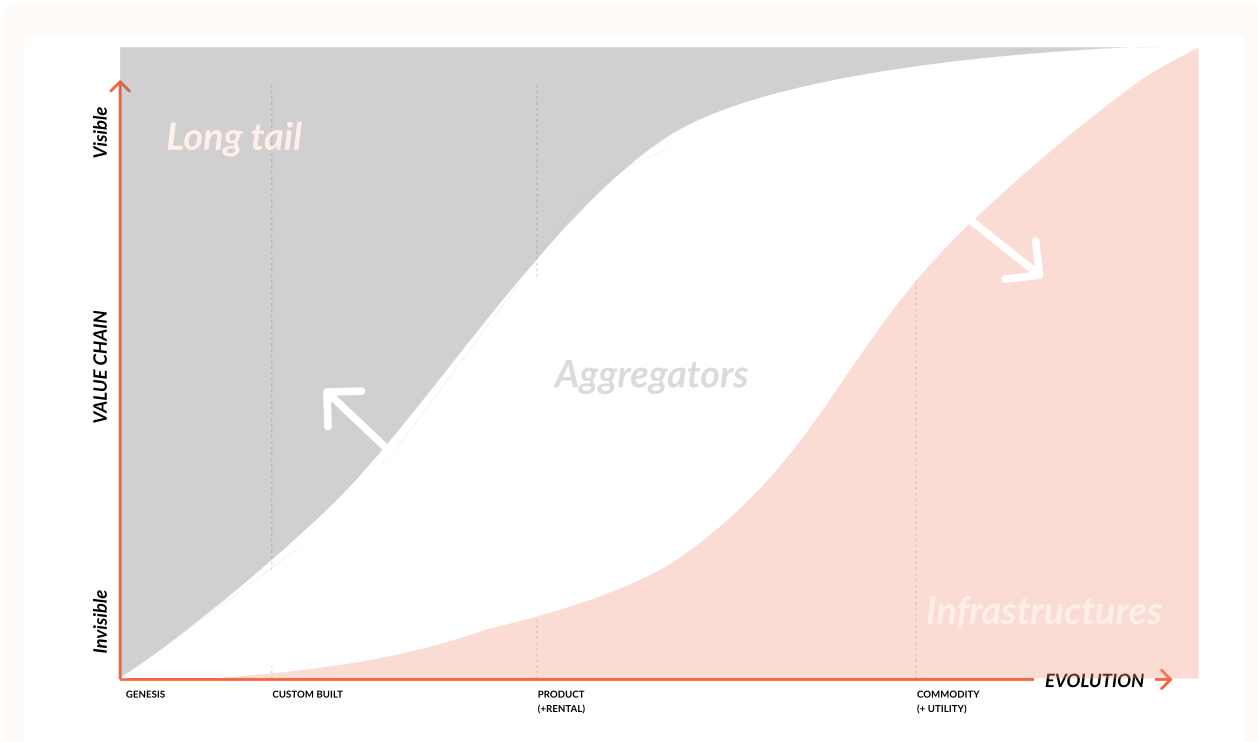 Visible
Long tail
VALUE CHAIN
Aggregators
Invisible
Infrastructures
EVOLUTION
GENESIS
CUSTOM BUILT
PRODUCT
(+RENTAL)
COMMODITY
(+ UTILITY)